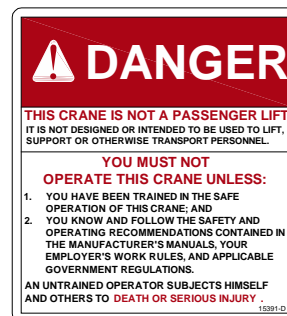 DANGER
THIS CRANE IS NOT A PASSENGER LIFT
IT IS NOT DESIGNED OR INTENDED TO BE USED TO LIFT,
SUPPORT OR OTHERWISE TRANSPORT PERSONNEL.
YOU MUST NOT
OPERATE THIS CRANE UNLESS:
1. YOU HAVE BEEN TRAINED IN THE SAFE
OPERATION OF THIS CRANE; AND
2. YOU KNOW AND FOLLOW THE SAFETY AND
OPERATING RECOMMENDATIONS CONTAINED IN
THE MANUFACTURER'S MANUALS, YOUR
EMPLOYER'S WORK RULES, AND APPLICABLE
GOVERNMENT REGULATIONS.
AN UNTRAINED OPERATOR SUBJECTS HIMSELF
AND OTHERS TO DEATH OR SERIOUS INJURY .
15391-D